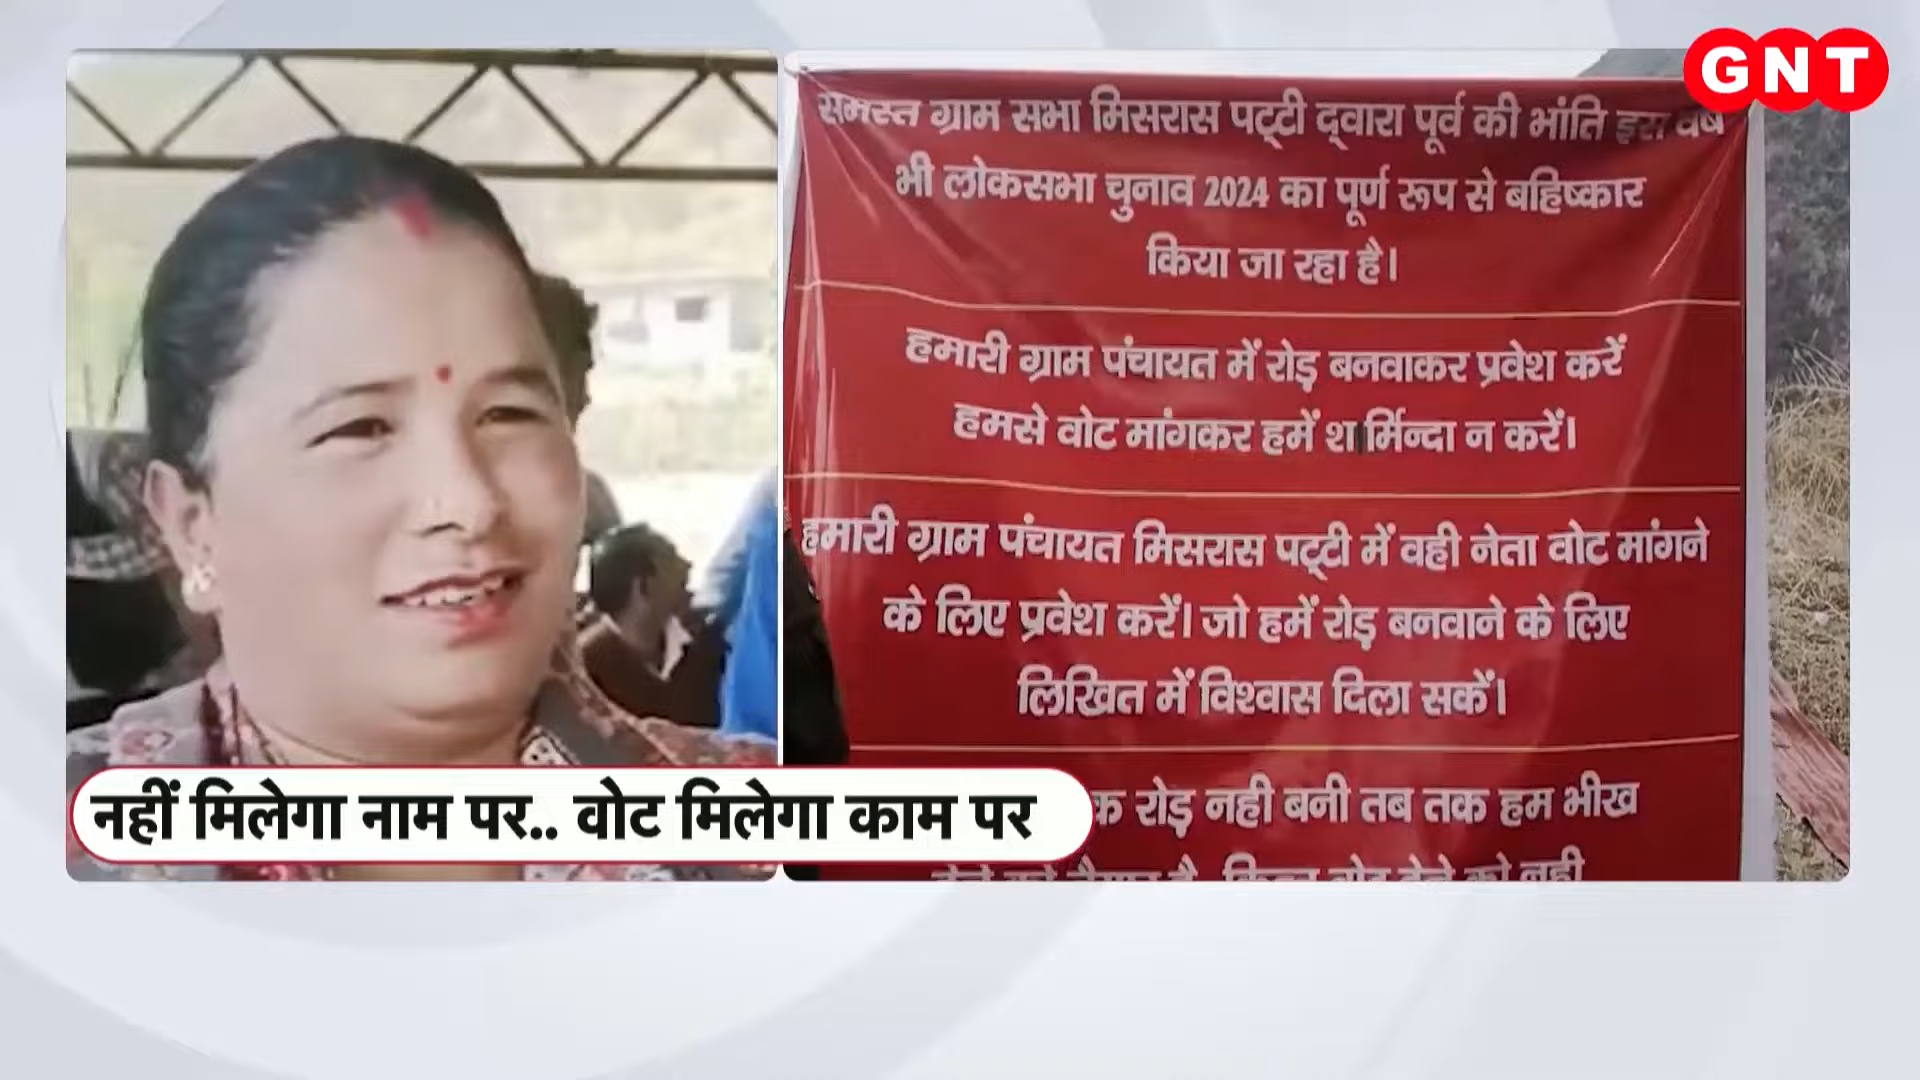 GNT
समस्त ग्राम सभा मिसरास पट्टी द्वारा पूर्व की भांति इस वर्ष
भी लोकसभा चुनाव 2024 का पूर्ण रूप से बहिष्कार
किया जा रहा है।
हमारी ग्राम पंचायत में रोड़ बनवाकर प्रवेश करें
हमसे वोट मांगकर हमें शर्मिन्दा न करें।
हमारी ग्राम पंचायत मिसरास पट्टी में वही नेता वोट मांगने
के लिए प्रवेश करें। जो हमें रोड़ बनवाने के लिए
लिखित में विश्वास दिला सकें।
रोड़ नही बनी तब तक हम भीख
नहीं मिलेगा नाम पर.. वोट मिलेगा काम पर